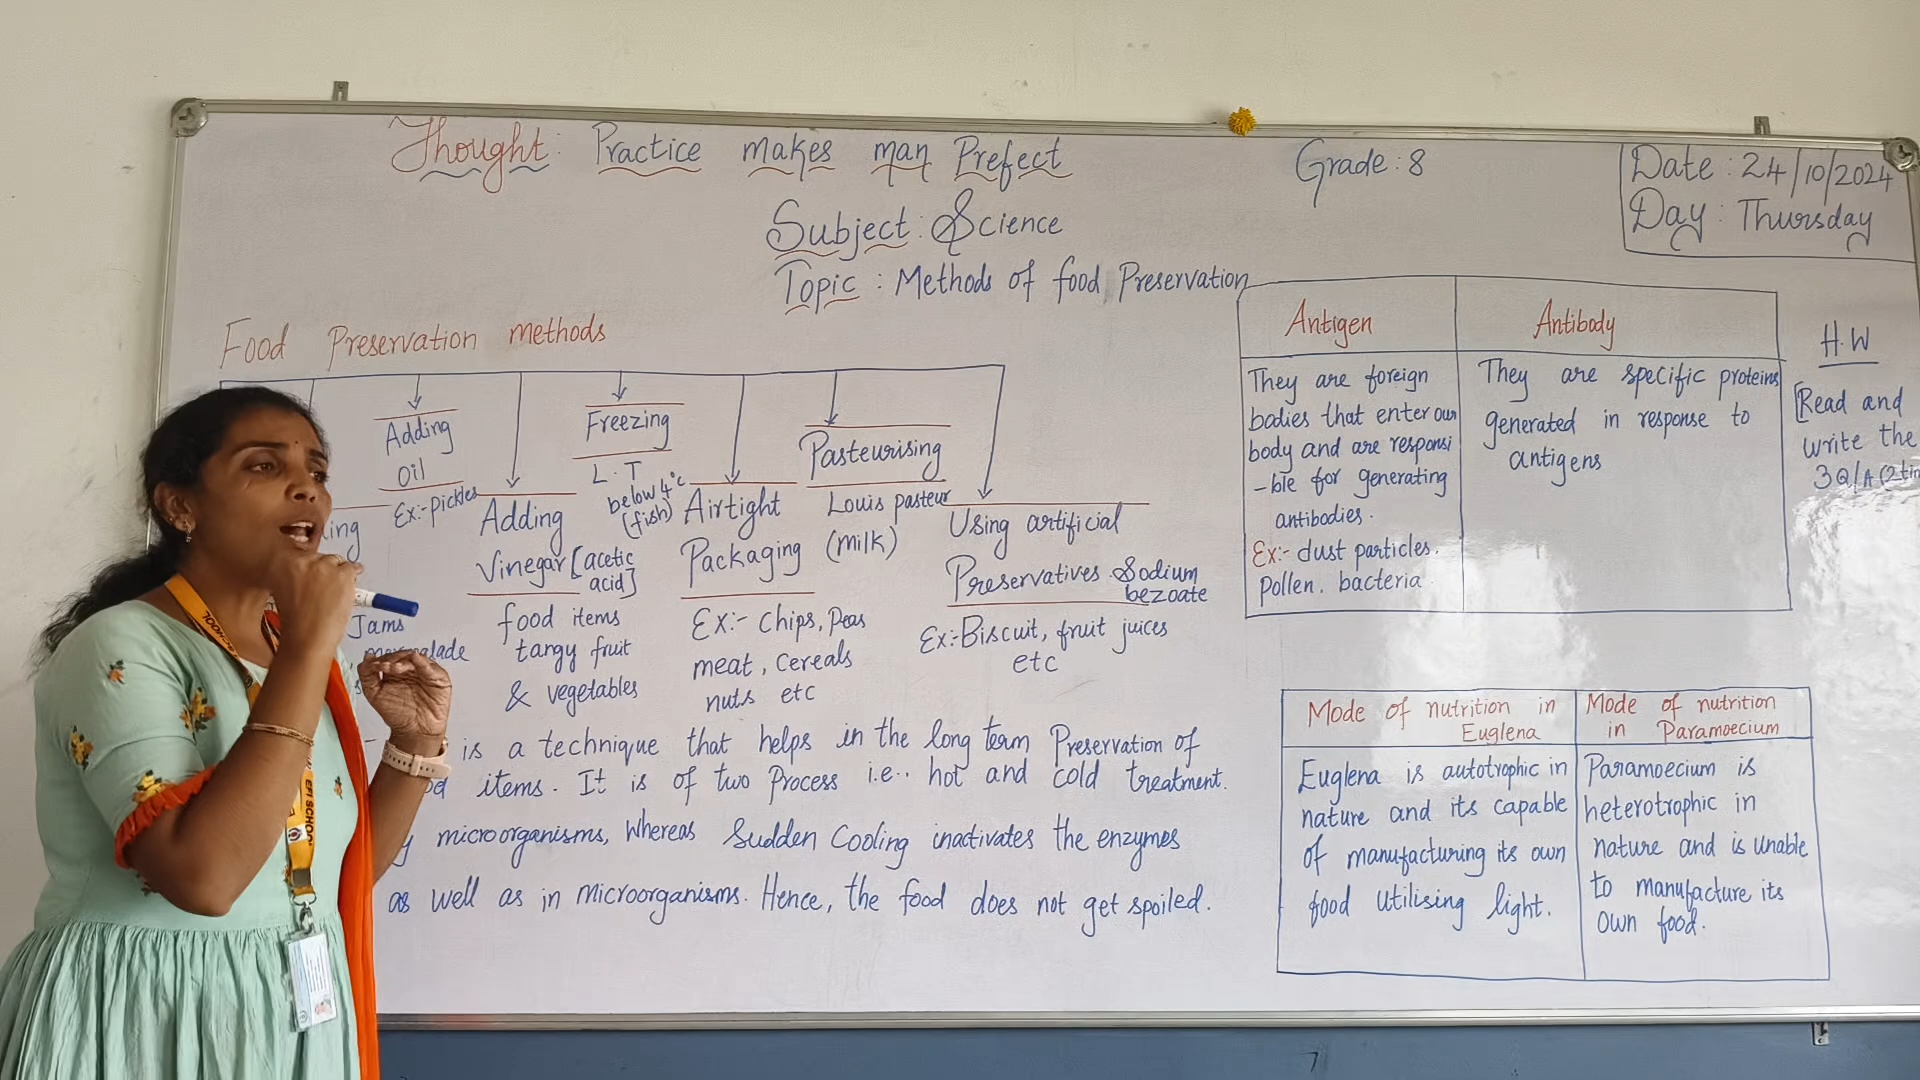 Thought: Practice makes man Prefect
Grade: 8
Date: 24/10/2024
Day: Thursday
Subject: Science
Topic: Methods of food Preservation
Food Preservation methods
Adding
Oil
Ex:- pickles
Adding
Vinegar [acetic
acid]
food items
tangy fruit
& vegetables
Freezing
L.T
below 4°c
(fish)
Airtight
Packaging
Ex:- chips, Peas
meat, cereals
nuts etc
Pasteurising
Louis pasteur
(milk)
Using artificial
Preservatives. Sodium
bezoate
Ex:- Biscuit, fruit juices
etc
ing
Jams
is a technique that helps in the long term Preservation of
items. It is of two Process i.e.. hot and cold treatment.
microorganisms, whereas Sudden Cooling inactivates the enzymes
as well as in microorganisms. Hence, the food does not get spoiled.
Antigen
They are foreign
bodies that enter our
body and are responsi
-ble for generating
antibodies.
Ex:- dust particles.
Pollen. bacteria
Antibody
They are specific proteins
generated in response to
antigens
H.W
[Read and
write the
3Q/A (2 tim
Mode of nutrition in
Euglena
Euglena is autotrophic in
nature and its capable
of manufacturing its own
food utilising light.
Mode of nutrition
in Paramoecium
Paramoecium is
heterotrophic in
nature and is unable
to manufacture its
own food.
SCHOOL
EFI SCHOOL